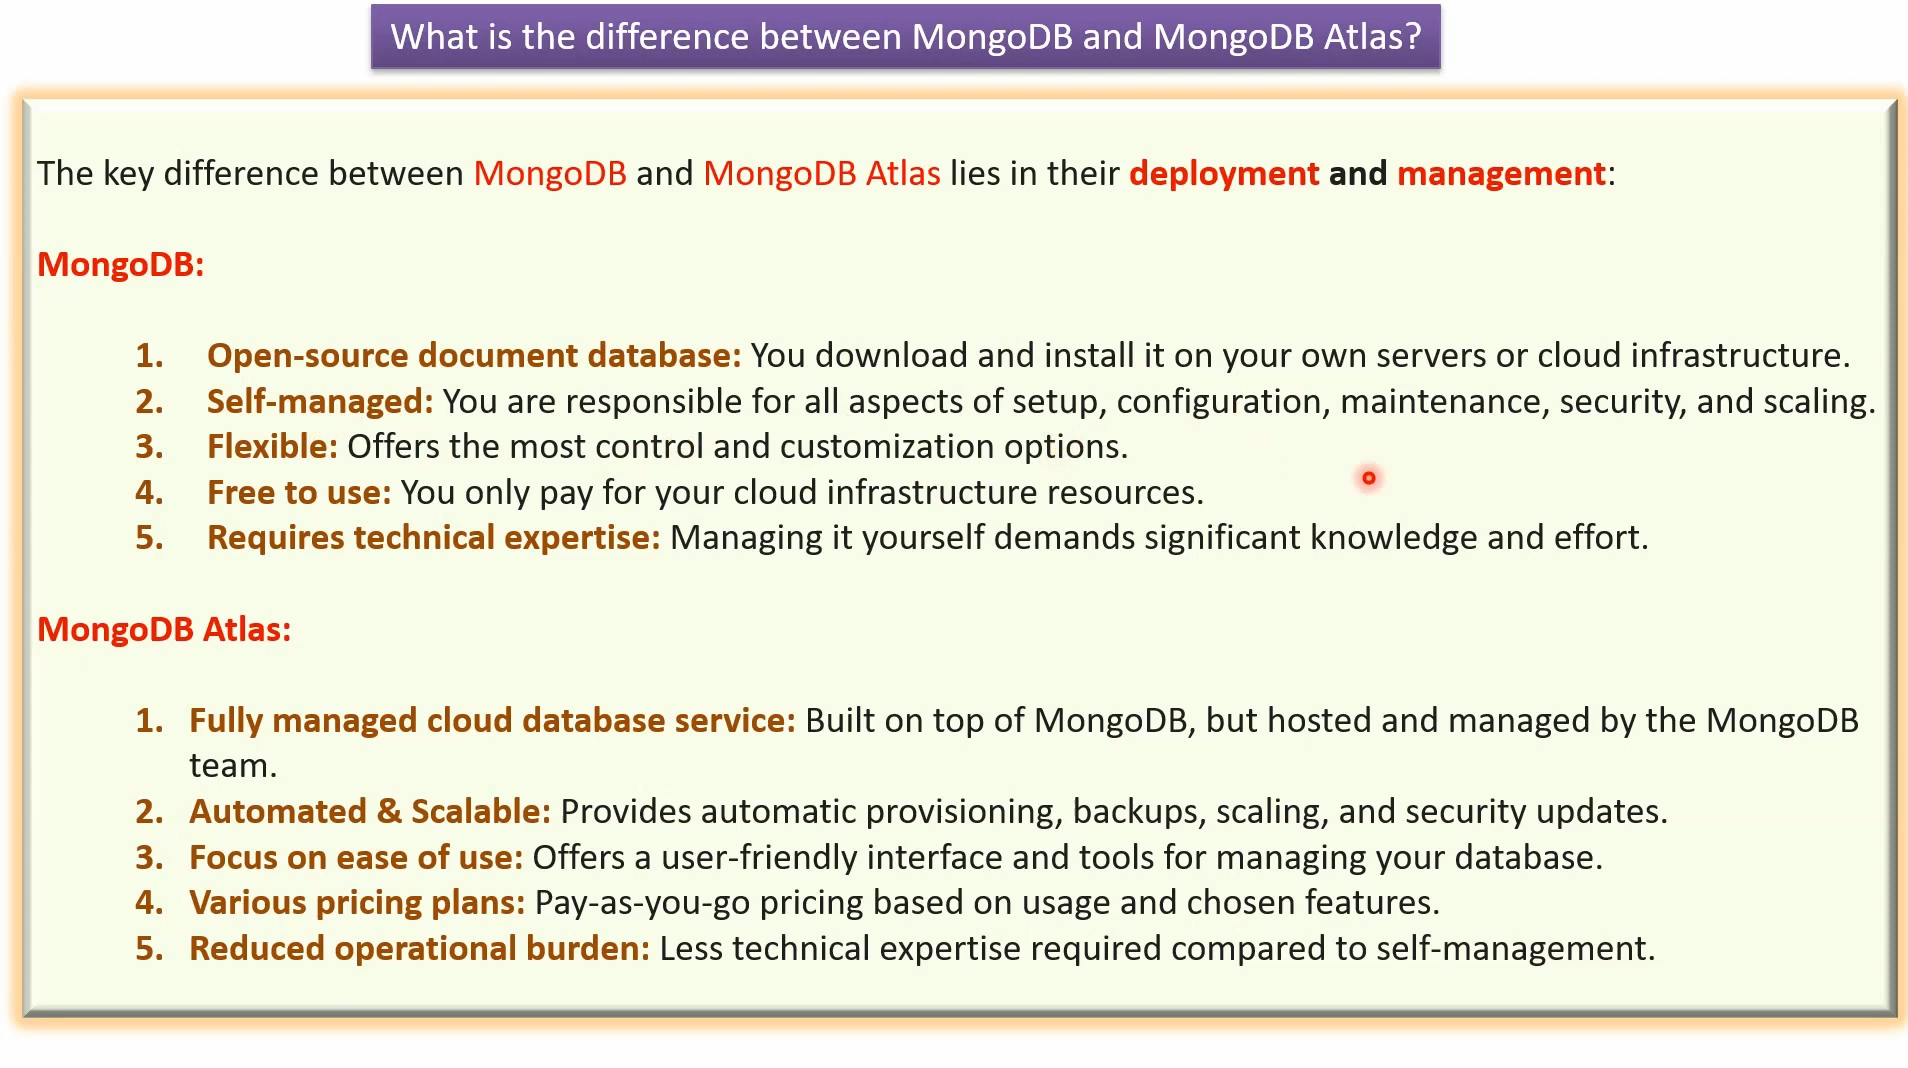 What is the difference between MongoDB and MongoDB Atlas?
The key difference between MongoDB and MongoDB Atlas lies in their deployment and management:
MongoDB:
1. Open-source document database: You download and install it on your own servers or cloud infrastructure.
2. Self-managed: You are responsible for all aspects of setup, configuration, maintenance, security, and scaling.
3. Flexible: Offers the most control and customization options.
4. Free to use: You only pay for your cloud infrastructure resources.
5. Requires technical expertise: Managing it yourself demands significant knowledge and effort.
MongoDB Atlas:
1. Fully managed cloud database service: Built on top of MongoDB, but hosted and managed by the MongoDB
team.
2. Automated & Scalable: Provides automatic provisioning, backups, scaling, and security updates.
3. Focus on ease of use: Offers a user-friendly interface and tools for managing your database.
4. Various pricing plans: Pay-as-you-go pricing based on usage and chosen features.
5. Reduced operational burden: Less technical expertise required compared to self-management.